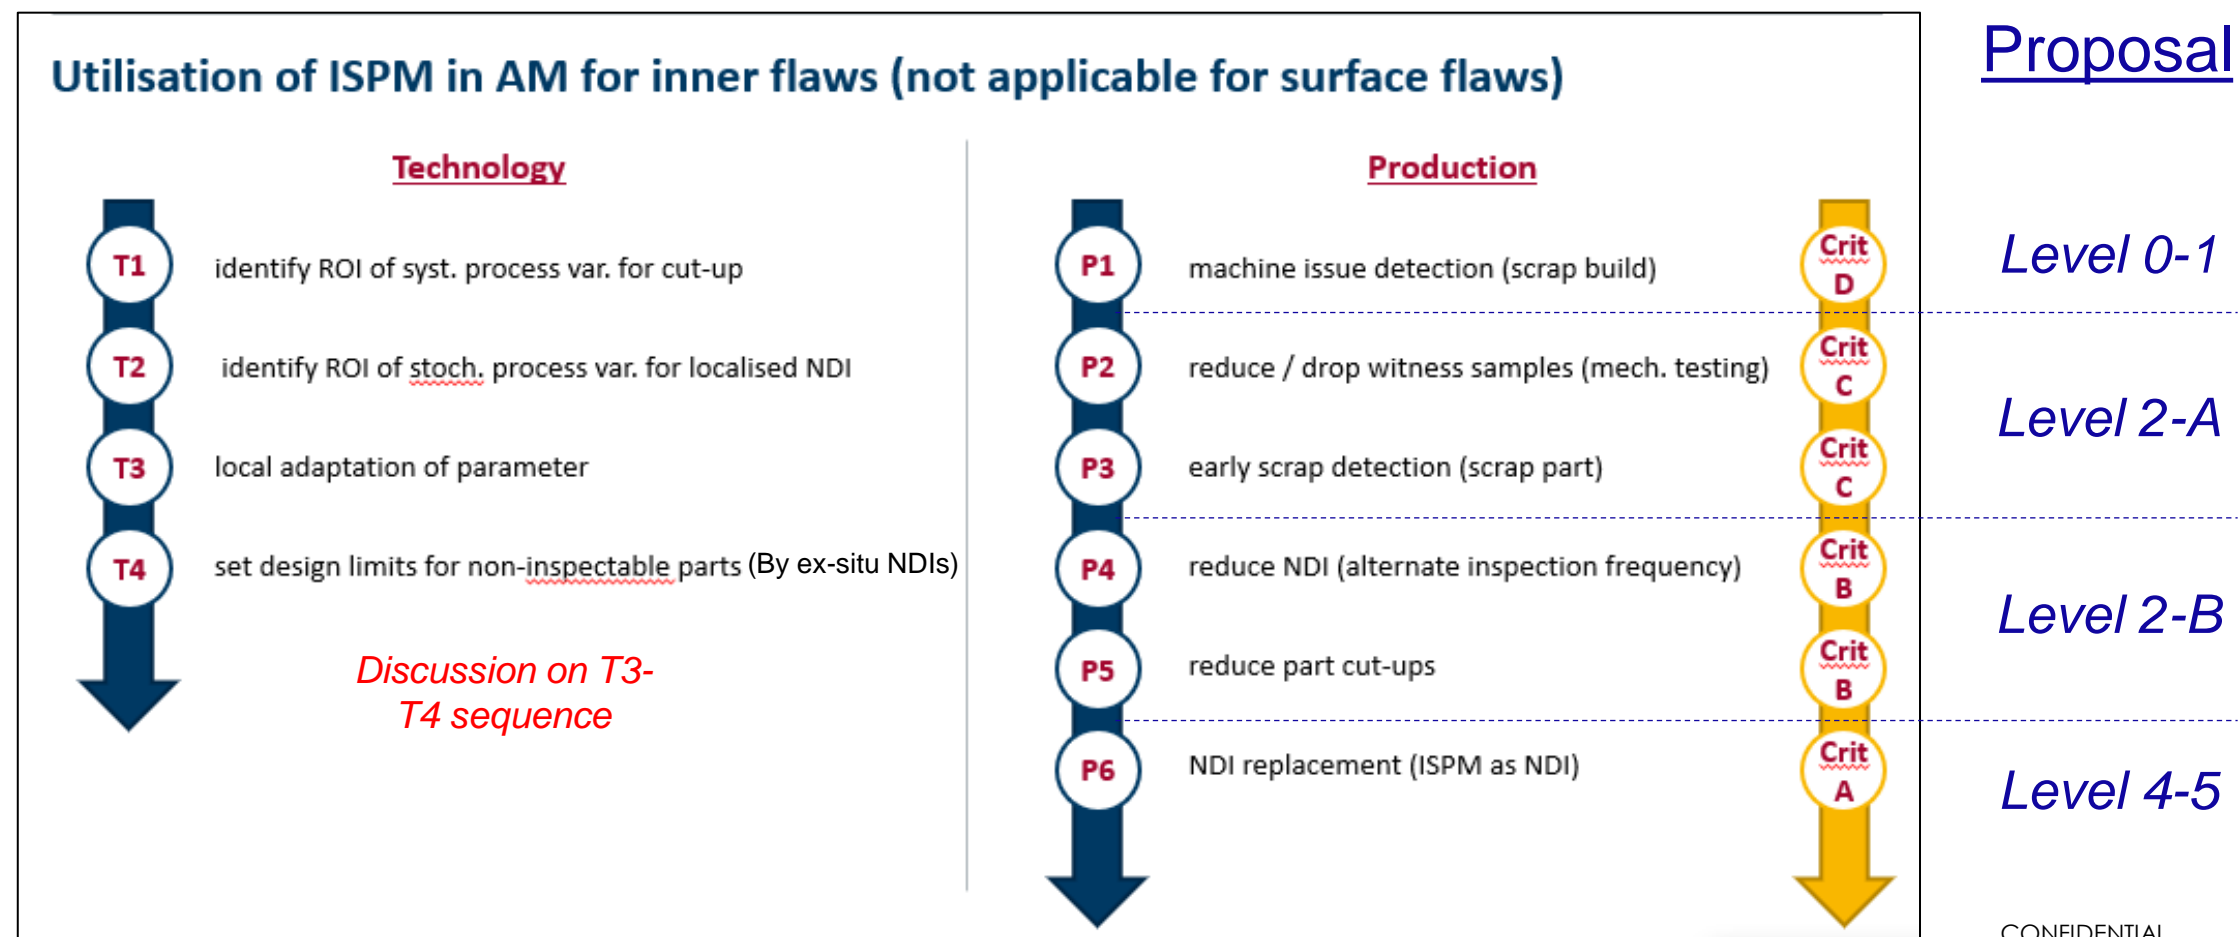 Proposal
Utilisation of ISPM in AM for inner flaws (not applicable for surface flaws)
Technology
T1 identify ROI of syst. process var. for cut-up
T2 identify ROI of stoch. process var. for localised NDI
T3 local adaptation of parameter
T4 set design limits for non-inspectable parts (By ex-situ NDIs)
Discussion on T3-
T4 sequence
Production
P1 machine issue detection (scrap build)
Crit
D
Level 0-1
P2 reduce / drop witness samples (mech. testing)
Crit
C
Level 2-A
P3 early scrap detection (scrap part)
Crit
C
P4 reduce NDI (alternate inspection frequency)
Crit
B
Level 2-B
P5 reduce part cut-ups
Crit
B
P6 NDI replacement (ISPM as NDI)
Crit
A
Level 4-5
CONFIDENTIAL